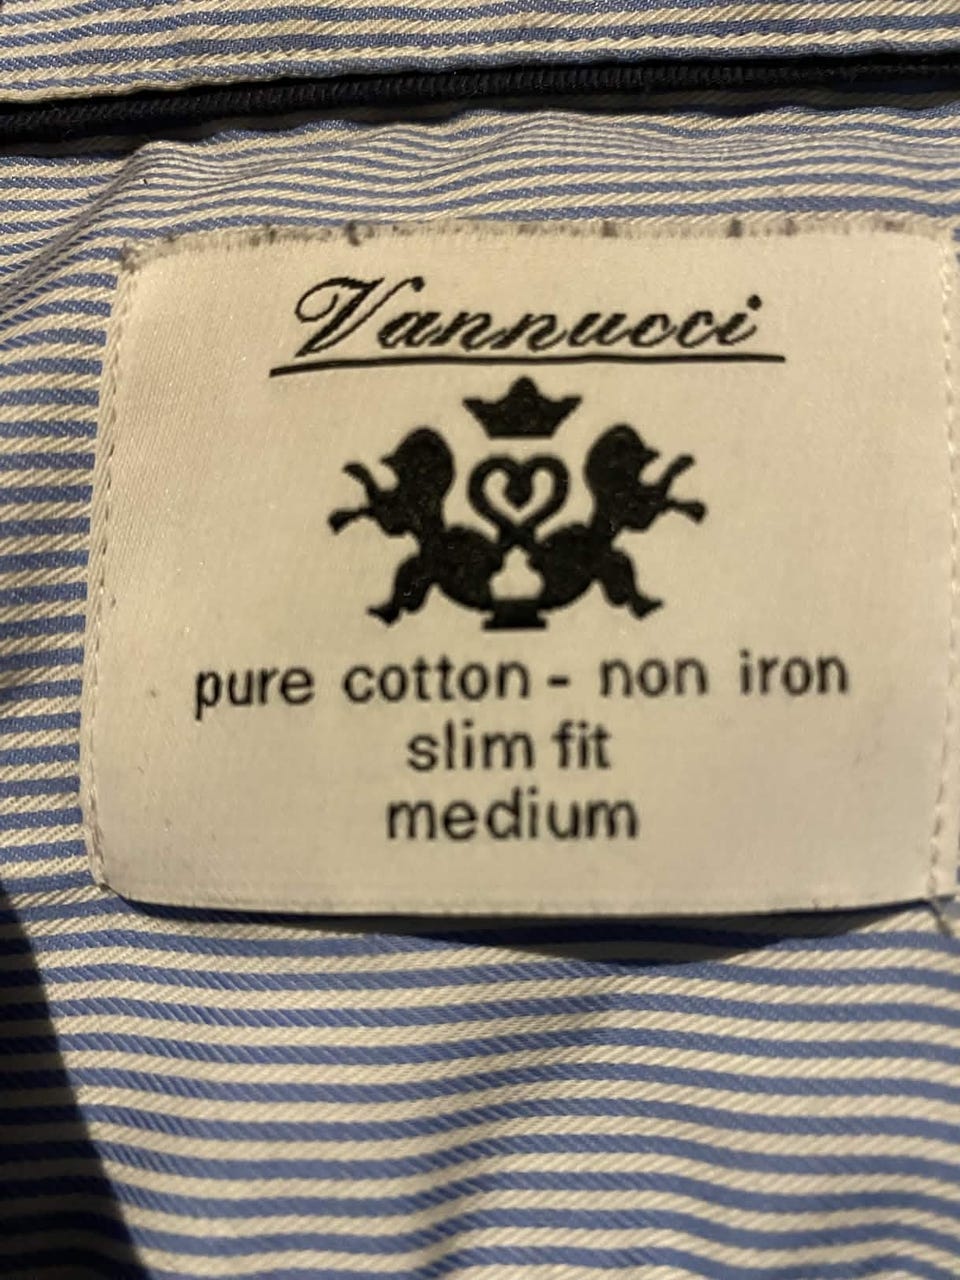 Vannucci
pure cotton - non iron
slim fit
medium